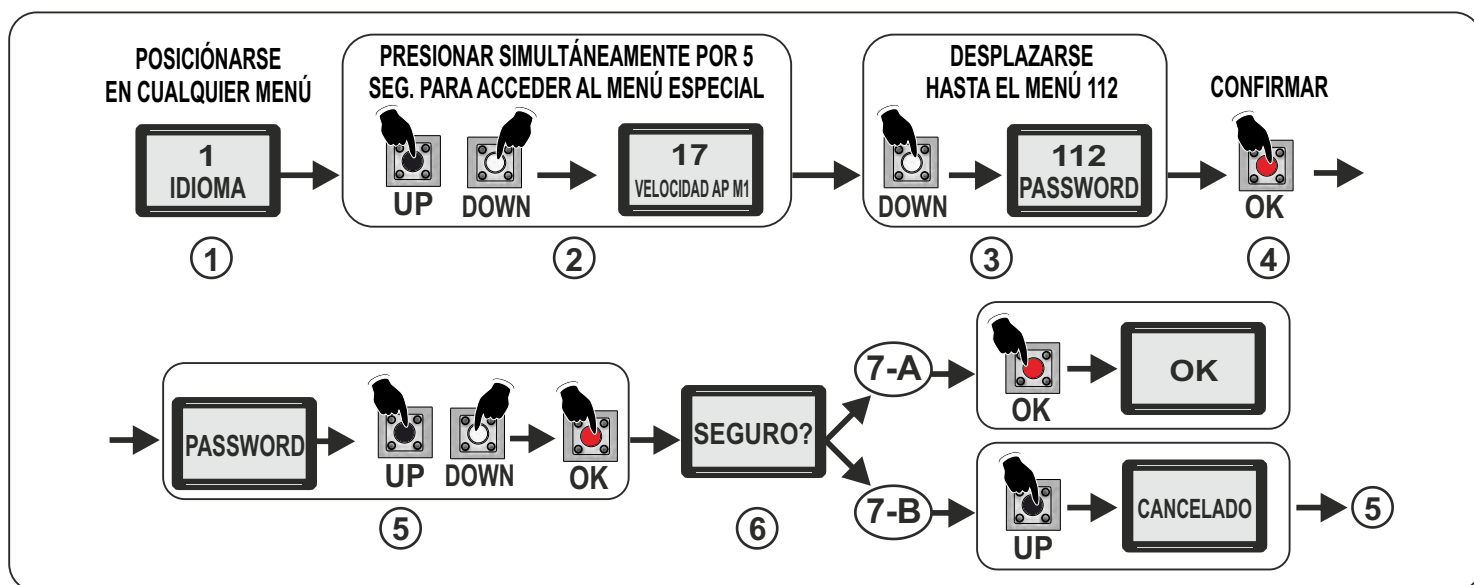 POSICIÓNARSE
EN CUALQUIER MENÚ
1
IDIOMA
1
PRESIONAR SIMULTÁNEAMENTE POR 5
SEG. PARA ACCEDER AL MENÚ ESPECIAL
UP
DOWN
17
VELOCIDAD AP M1
2
DESPLAZARSE
HASTA EL MENÚ 112
DOWN
112
PASSWORD
3
CONFIRMAR
OK
4
PASSWORD
UP
DOWN
OK
5
SEGURO?
6
7-A
OK
OK
7-B
UP
CANCELADO
5